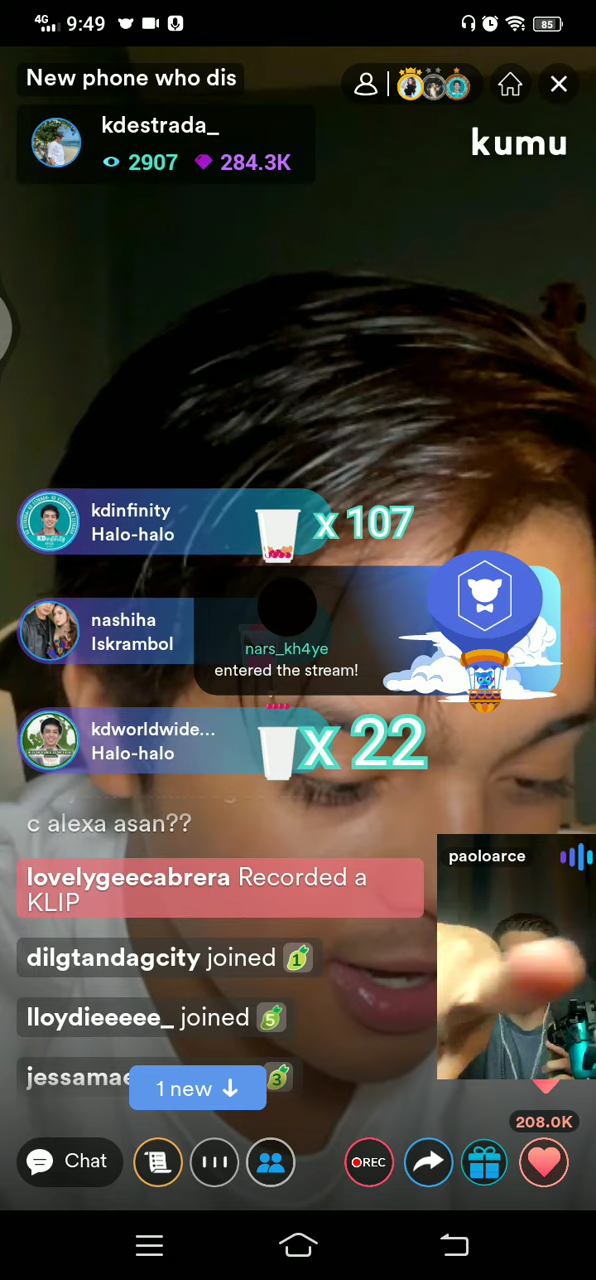 4G 9:49 85
New phone who dis
kdestrada_
2907 284.3K
kumu
kdinfinity
Halo-halo
x 107
nashiha
Iskrambol
nars_kh4ye
entered the stream!
kdworldwide...
Halo-halo
x 22
c alexa asan??
paoloarce
lovelygeecabrera Recorded a
KLIP
dilgtandagcity joined 1
lloydieeeee_ joined 5
jessamae 3
1 new
208.0K
Chat
REC